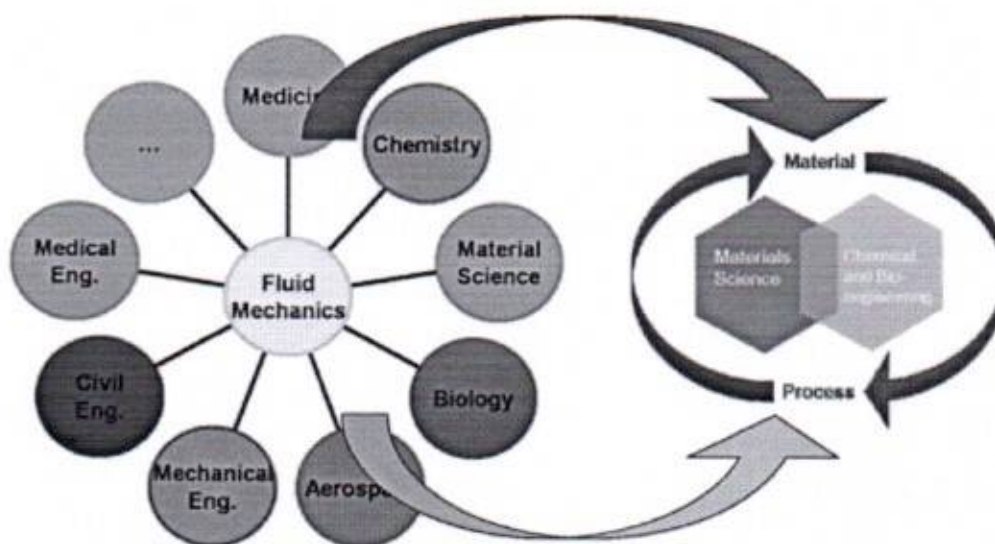 Medicin
Chemistry
...
Medical
Eng.
Material
Science
Fluid
Mechanics
Civil
Eng.
Biology
Mechanical
Eng.
Aerospa
Material
Materials
Science
Chemical
and Bio
engineering
Process